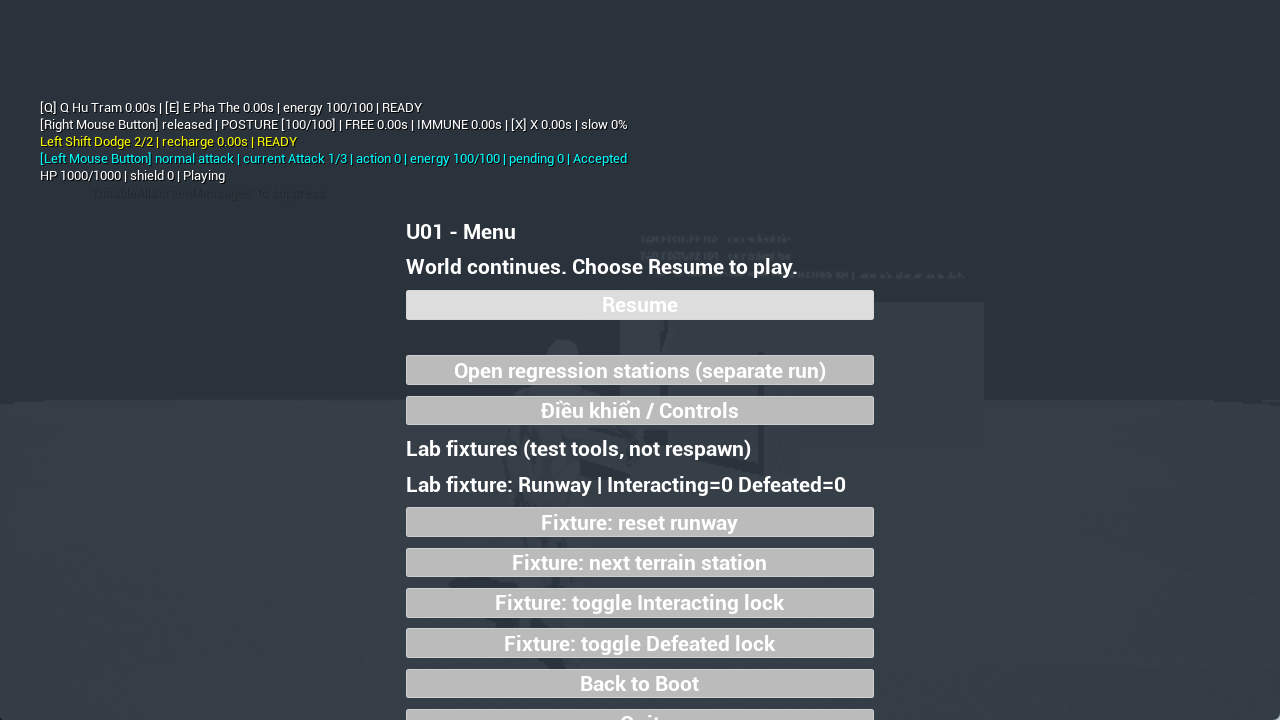 [Q] Q Hu Tram 0.00s | [E] E Pha The 0.00s | energy 100/100 | READY
[Right Mouse Button] released | POSTURE [100/100] | FREE 0.00s | IMMUNE 0.00s | [X] X 0.00s | slow 0%
Left Shift Dodge 2/2 | recharge 0.00s | READY
[Left Mouse Button] normal attack | current Attack 1/3 | action 0 | energy 100/100 | pending 0 | Accepted
HP 1000/1000 | shield 0 | Playing
'DisableAllScreenMessages' to suppress
U01 - Menu
World continues. Choose Resume to play.
Resume
Open regression stations (separate run)
Điều khiển / Controls
Lab fixtures (test tools, not respawn)
Lab fixture: Runway | Interacting=0 Defeated=0
Fixture: reset runway
Fixture: next terrain station
Fixture: toggle Interacting lock
Fixture: toggle Defeated lock
Back to Boot
Quit